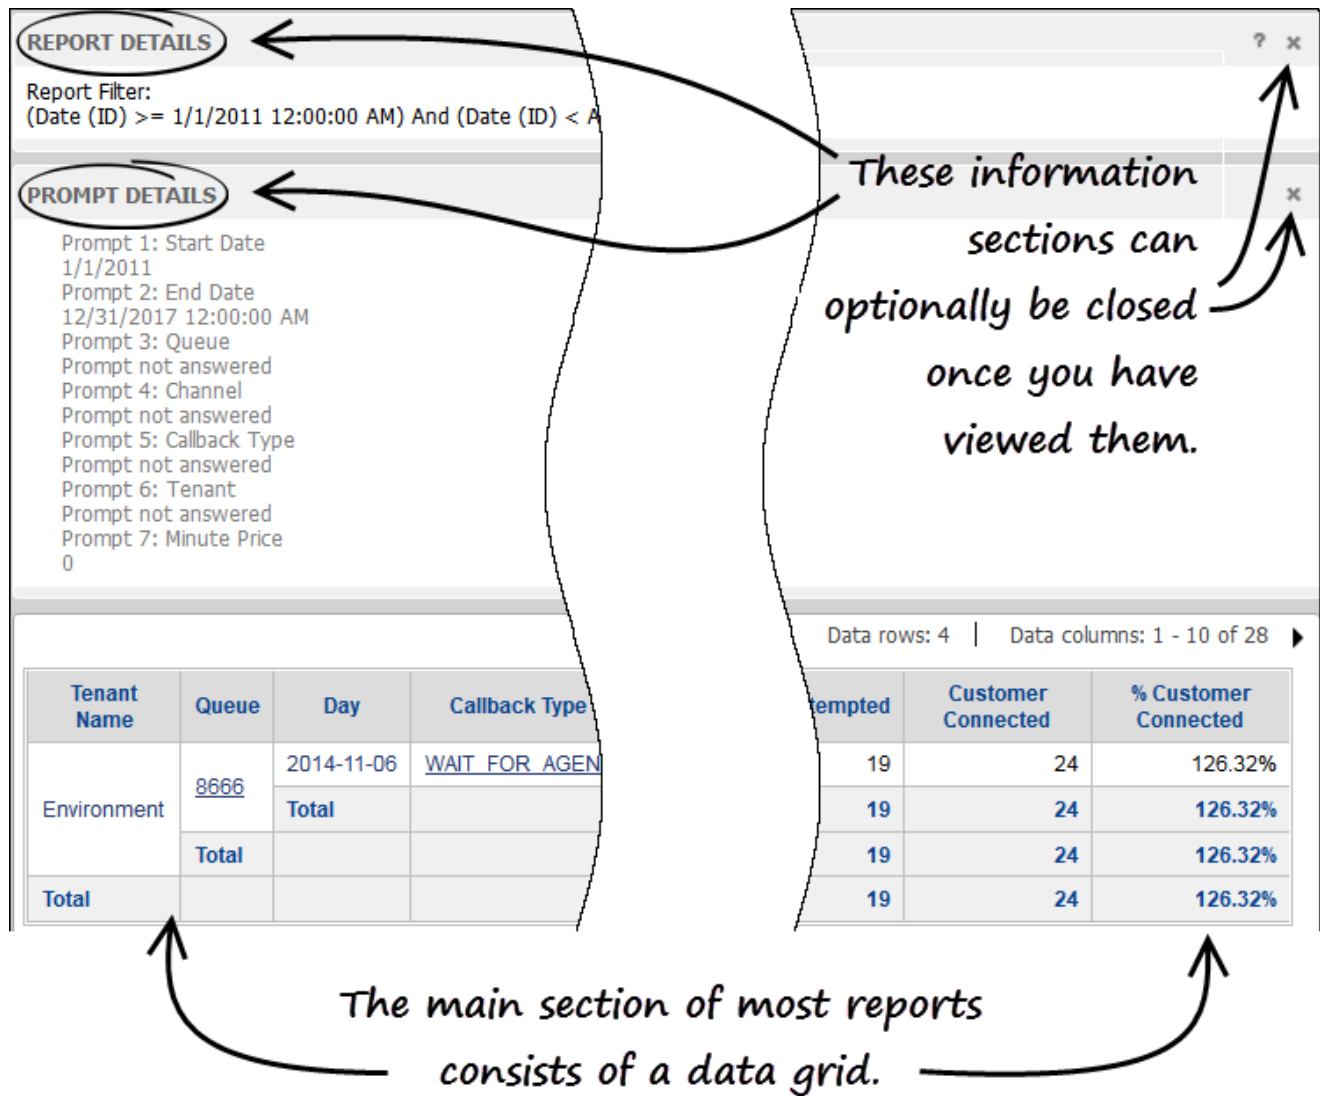 REPORT DETAILS
? ×
Report Filter:
(Date (ID) >= 1/1/2011 12:00:00 AM) And (Date (ID) <
PROMPT DETAILS
×
Prompt 1: Start Date
1/1/2011
Prompt 2: End Date
12/31/2017 12:00:00 AM
Prompt 3: Queue
Prompt not answered
Prompt 4: Channel
Prompt not answered
Prompt 5: Callback Type
Prompt not answered
Prompt 6: Tenant
Prompt not answered
Prompt 7: Minute Price
0
These information
sections can
optionally be closed
once you have
viewed them.
Data rows: 4 | Data columns: 1 - 10 of 28
Tenant Name Queue Day Callback Type tempted Customer Connected % Customer Connected
Environment 8666 2014-11-06 WAIT_FOR_AGEN 19 24 126.32%
Total 19 24 126.32%
Total 19 24 126.32%
Total 19 24 126.32%
The main section of most reports
consists of a data grid.